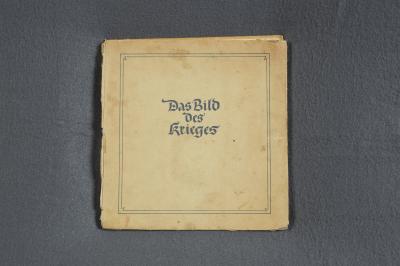 Das Bild
des
Krieges